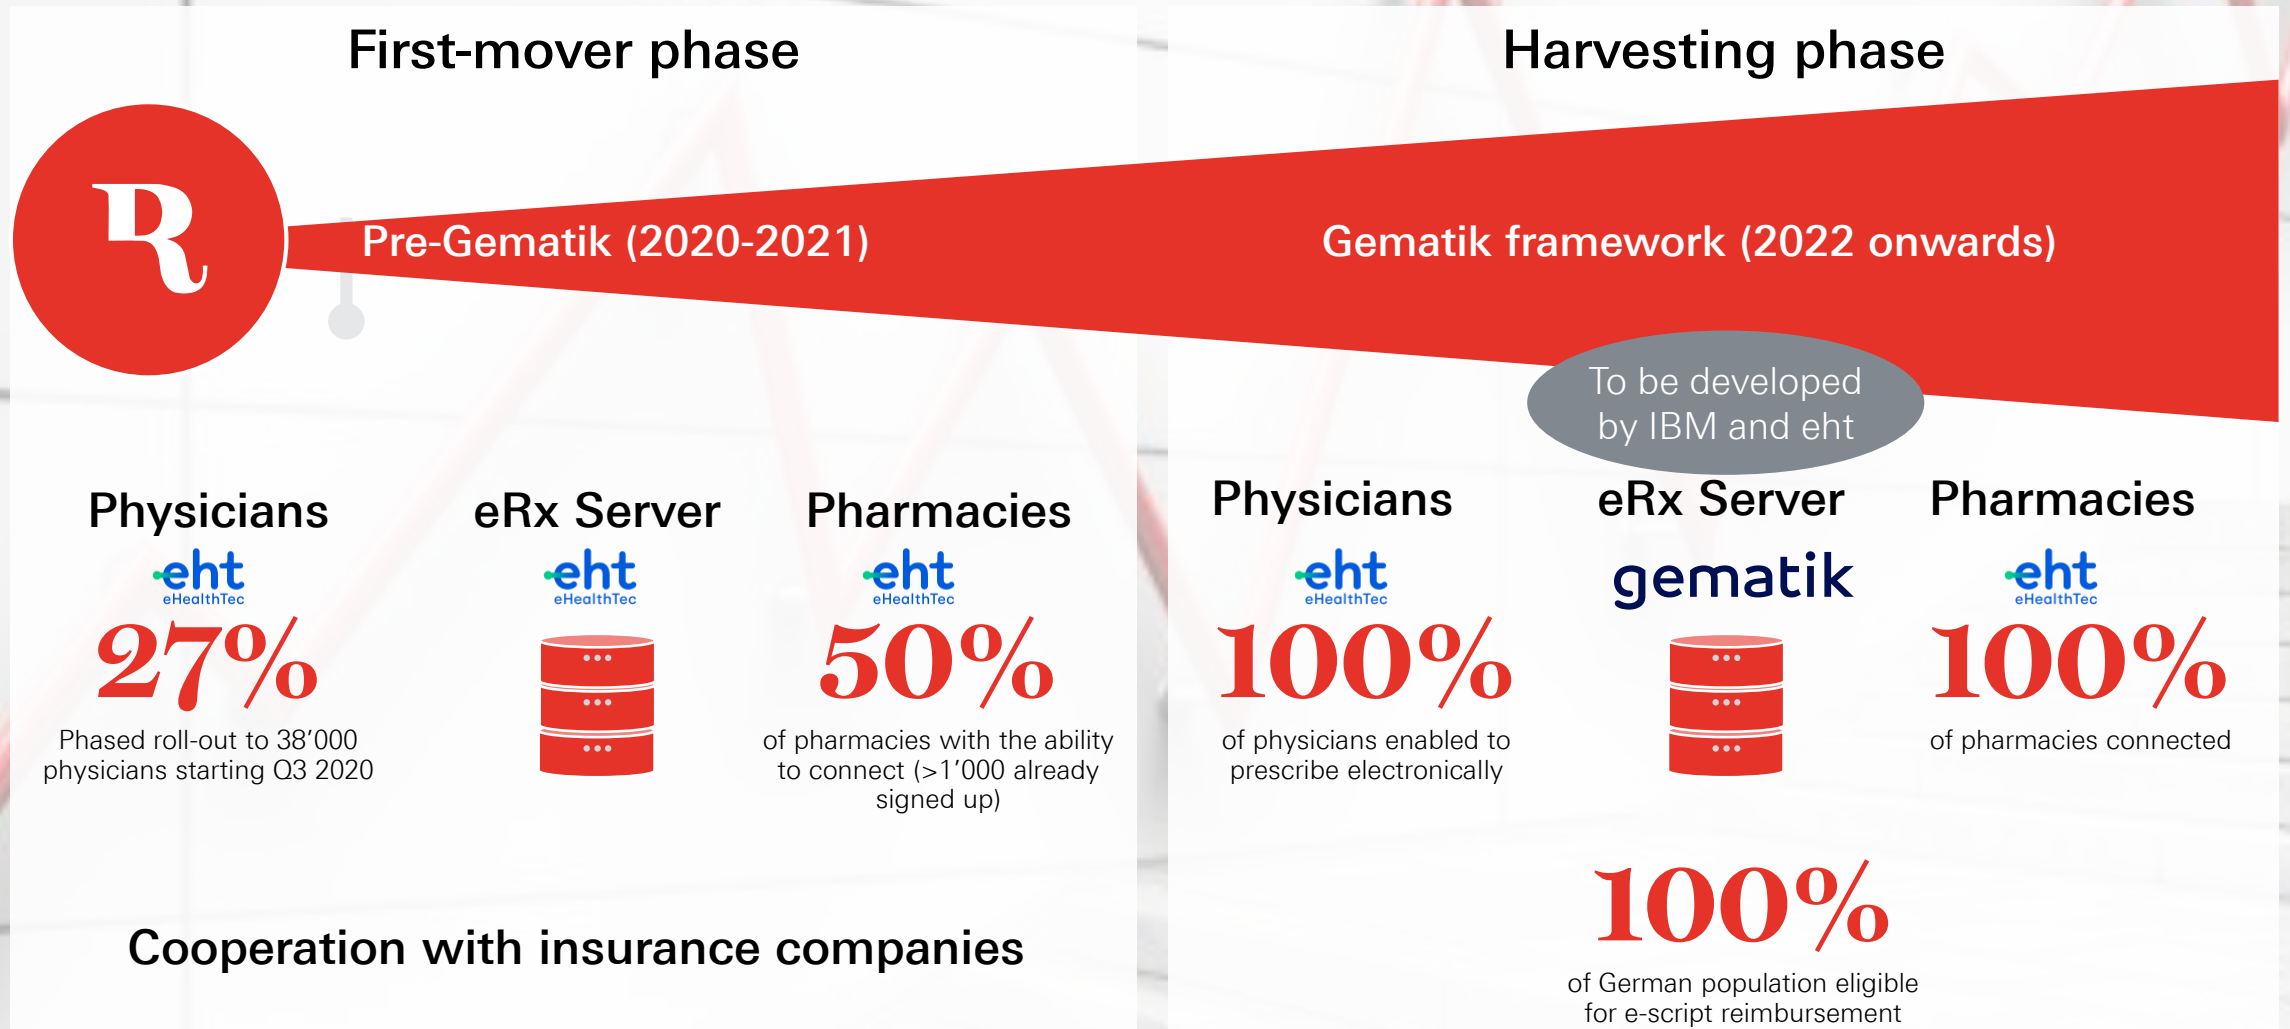 First-mover phase
Pre-Gematik (2020-2021)
Physicians
eht
eHealthTec
27%
Phased roll-out to 38’000
physicians starting Q3 2020
eRx Server
eht
eHealthTec
Pharmacies
eht
eHealthTec
50%
of pharmacies with the ability
to connect (>1’000 already
signed up)
Cooperation with insurance companies
Harvesting phase
Gematik framework (2022 onwards)
To be developed
by IBM and eht
Physicians
eht
eHealthTec
100%
of physicians enabled to
prescribe electronically
eRx Server
gematik
Pharmacies
eht
eHealthTec
100%
of pharmacies connected
100%
of German population eligible
for e-script reimbursement